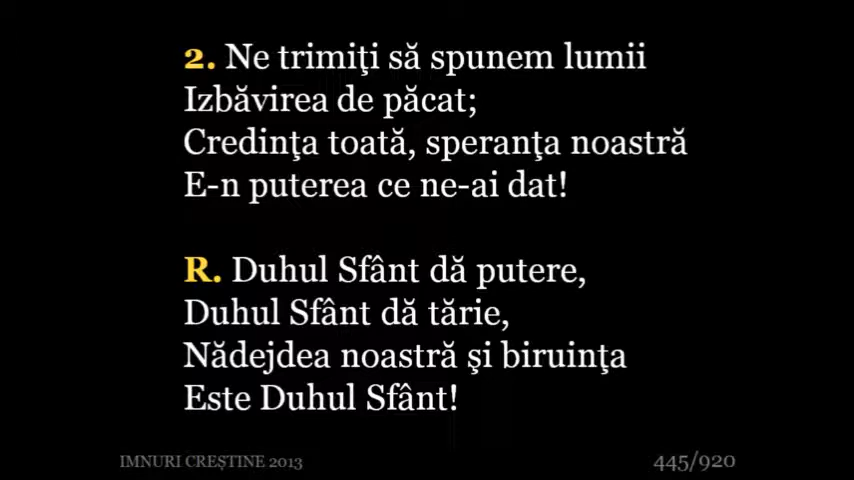 2. Ne trimiţi să spunem lumii
Izbăvirea de păcat;
Credinţa toată, speranţa noastră
E-n puterea ce ne-ai dat!
R. Duhul Sfânt dă putere,
Duhul Sfânt dă tărie,
Nădejdea noastră şi biruinţa
Este Duhul Sfânt!
IMNURI CREŞTINE 2013
445/920